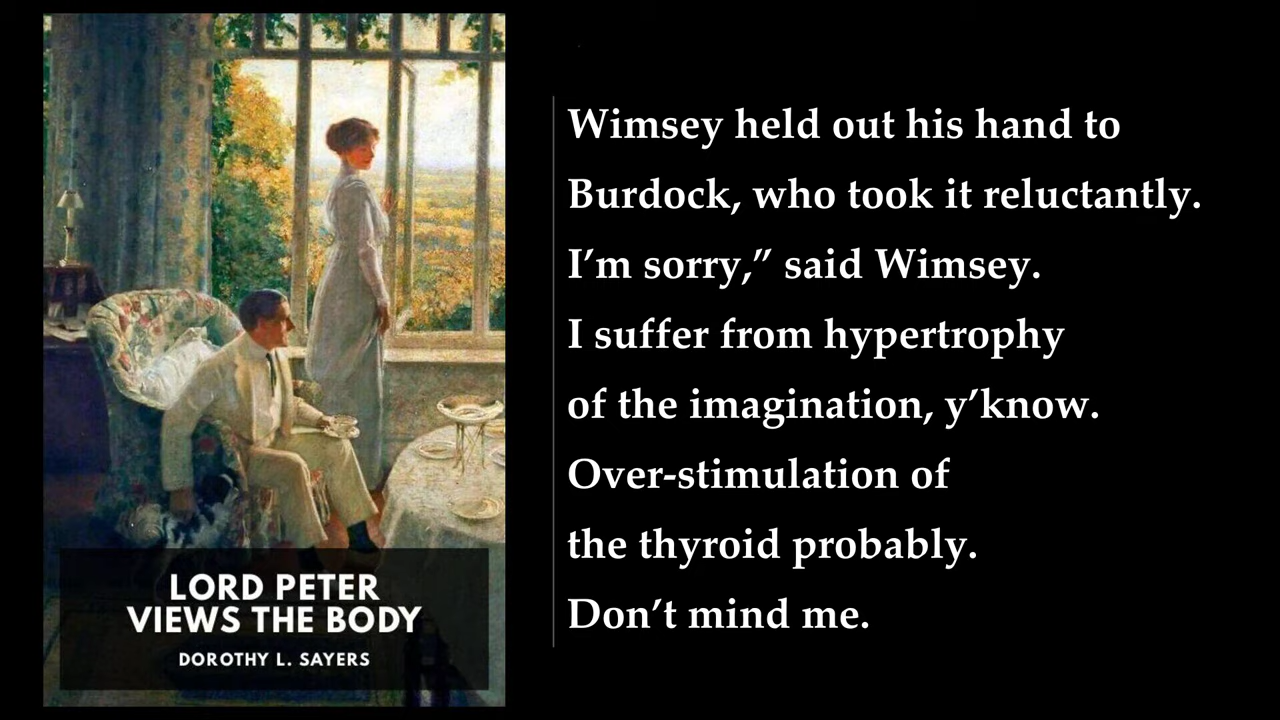 LORD PETER
VIEWS THE BODY
DOROTHY L. SAYERS
Wimsey held out his hand to
Burdock, who took it reluctantly.
I’m sorry,” said Wimsey.
I suffer from hypertrophy
of the imagination, y’know.
Over-stimulation of
the thyroid probably.
Don’t mind me.